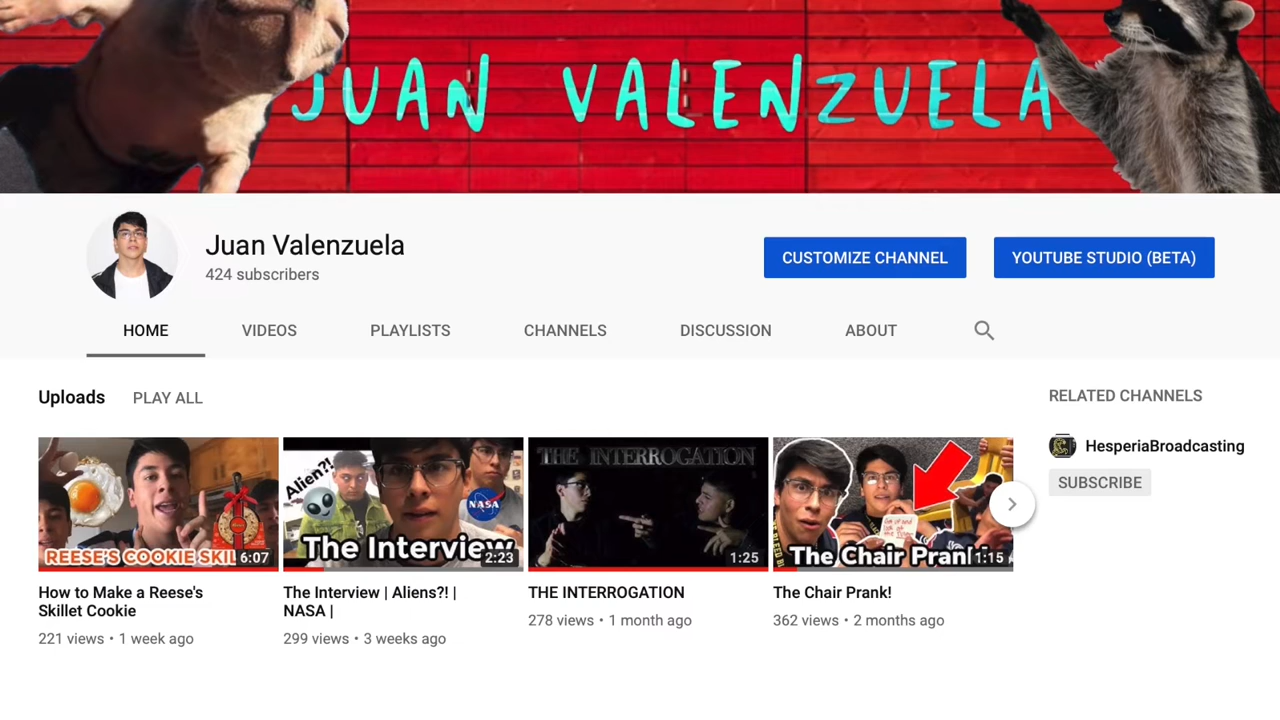 JUAN VALENZUELA
Juan Valenzuela
424 subscribers
CUSTOMIZE CHANNEL
YOUTUBE STUDIO (BETA)
HOME
VIDEOS
PLAYLISTS
CHANNELS
DISCUSSION
ABOUT
Uploads
PLAY ALL
RELATED CHANNELS
HesperiaBroadcasting
SUBSCRIBE
REESE'S COOKIE SKIL
6:07
Alien?!
NASA
The Interview
2:23
THE INTERROGATION
1:25
The Chair Prank
1:15
How to Make a Reese's
Skillet Cookie
221 views • 1 week ago
The Interview | Aliens?! |
NASA |
299 views • 3 weeks ago
THE INTERROGATION
278 views • 1 month ago
The Chair Prank!
362 views • 2 months ago